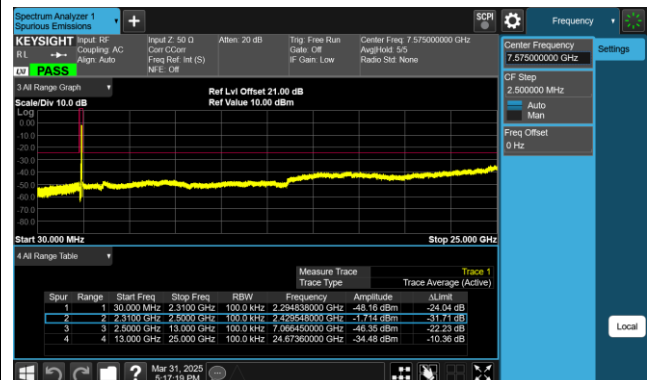 Spectrum Analyzer 1
Spurious Emissions
SCPI
Frequency
KEYSIGHT
Input: RF
Coupling: AC
Align: Auto
Input Z: 50 Ω
Corr CCorr
Freq Ref: Int (S)
NFE: Off
Atten: 20 dB
Trig: Free Run
Gate: Off
IF Gain: Low
Center Freq: 7.575000000 GHz
Avg|Hold: 5/5
Radio Std: None
RL
LXI
PASS
Center Frequency
7.575000000 GHz
Settings
CF Step
2.500000 MHz
Auto
Man
Freq Offset
0 Hz
3 All Range Graph
Scale/Div 10.0 dB
Ref Lvl Offset 21.00 dB
Ref Value 10.00 dBm
Log
0.00
-10.0
-20.0
-30.0
-40.0
-50.0
-60.0
-70.0
-80.0
Start 30.000 MHz
Stop 25.000 GHz
4 All Range Table
Measure Trace Trace 1
Trace Type Trace Average (Active)
Spur Range Start Freq Stop Freq RBW Frequency Amplitude ΔLimit
1 1 30.000 MHz 2.3100 GHz 100.0 kHz 2.294838000 GHz -48.16 dBm -24.04 dB
2 2 2.3100 GHz 2.5000 GHz 100.0 kHz 2.429548000 GHz -1.714 dBm -31.71 dB
3 3 2.5000 GHz 13.000 GHz 100.0 kHz 7.066450000 GHz -46.35 dBm -22.23 dB
4 4 13.000 GHz 25.000 GHz 100.0 kHz 24.67360000 GHz -34.48 dBm -10.36 dB
Local
?
Mar 31, 2025
5:17:19 PM